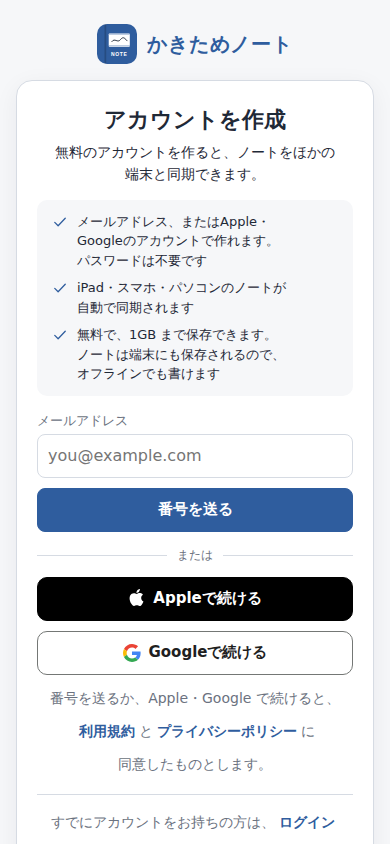 NOTE
かきためノート
アカウントを作成
無料のアカウントを作ると、ノートをほかの
端末と同期できます。
メールアドレス、またはApple・
Googleのアカウントで作れます。
パスワードは不要です
iPad・スマホ・パソコンのノートが
自動で同期されます
無料で、1GB まで保存できます。
ノートは端末にも保存されるので、
オフラインでも書けます
メールアドレス
you@example.com
番号を送る
または
Appleで続ける
Googleで続ける
番号を送るか、Apple・Google で続けると、
利用規約 と プライバシーポリシー に
同意したものとします。
すでにアカウントをお持ちの方は、 ログイン